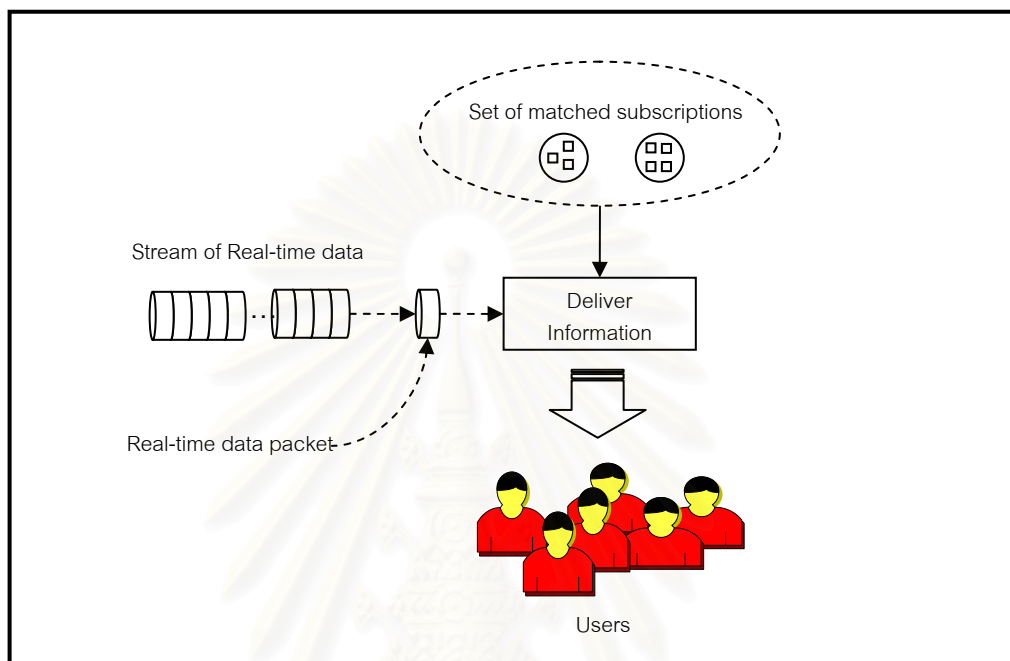 Set of matched subscriptions
Stream of Real-time data
...
Deliver
Information
Real-time data packet
Users